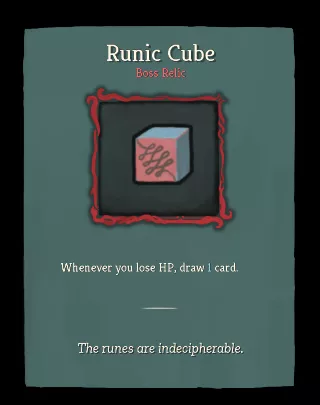 Runic Cube
Boss Relic
Whenever you lose HP, draw 1 card.
The runes are indecipherable.